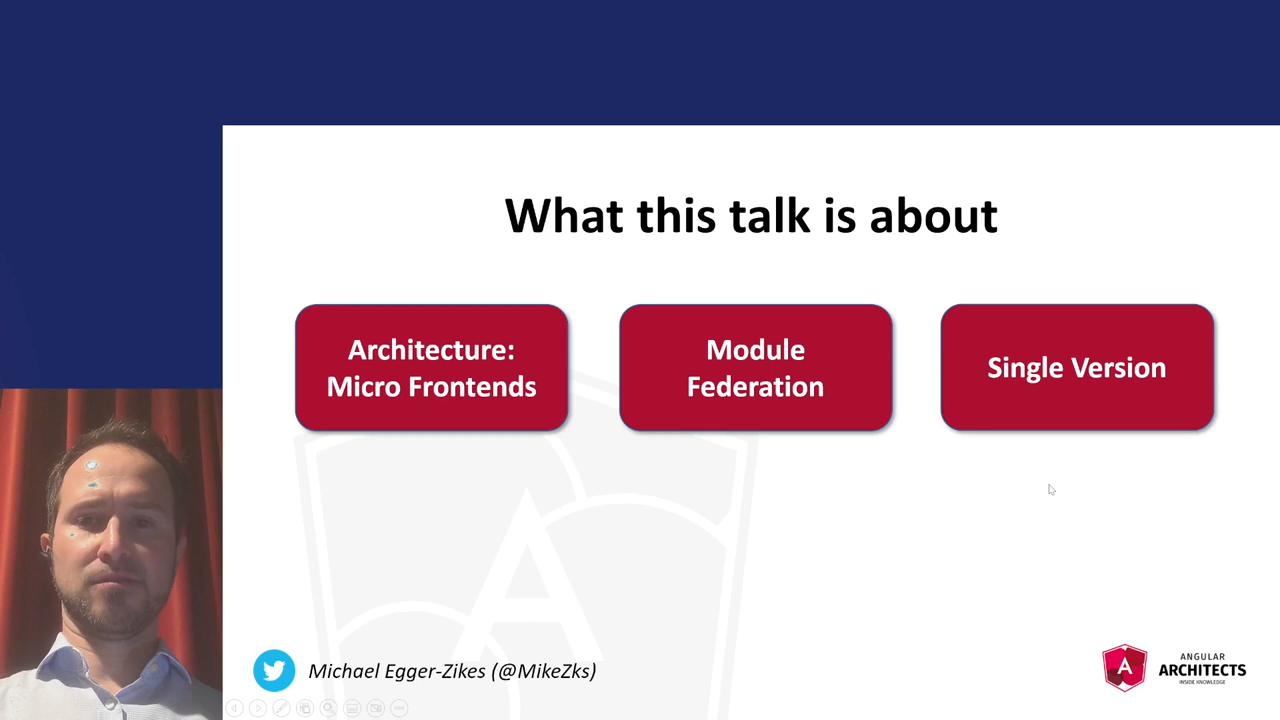 What this talk is about
Architecture:
Micro Frontends
Module
Federation
Single Version
Michael Egger-Zikes (@MikeZks)
A
ANGULAR
ARCHITECTS
INSIDE KNOWLEDGE